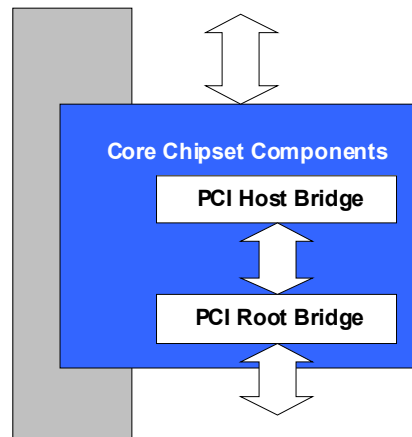 Core Chipset Components
PCI Host Bridge
PCI Root Bridge